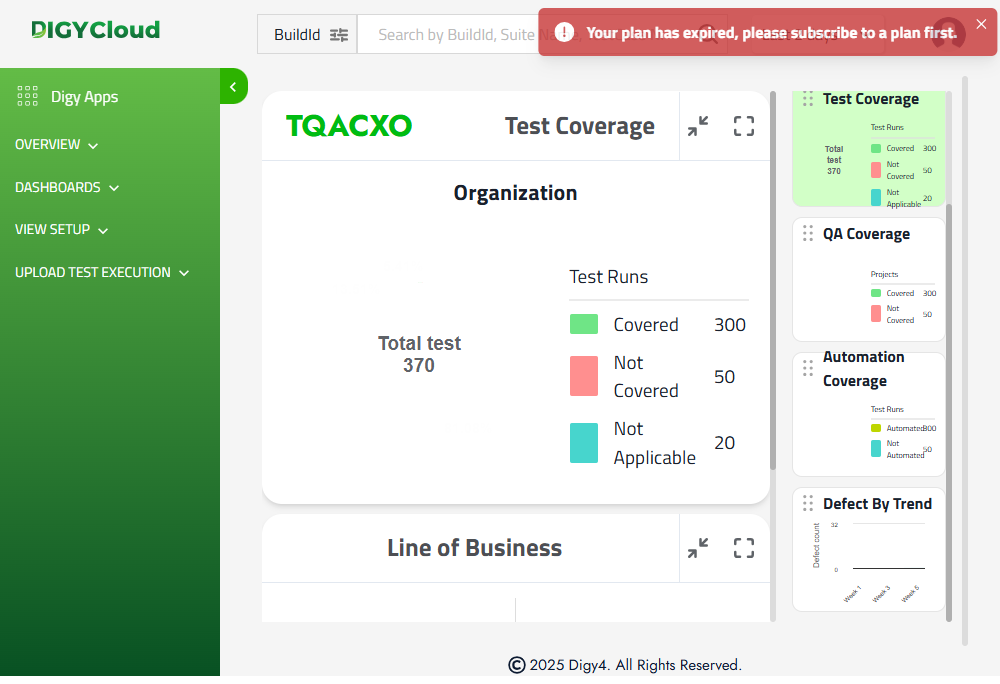 DIGYCloud
BuildId
Search by BuildId, Suite Name,
Your plan has expired, please subscribe to a plan first.
Digy Apps
OVERVIEW
DASHBOARDS
VIEW SETUP
UPLOAD TEST EXECUTION
TQACXO
Test Coverage
Organization
Total test
370
Test Runs
Covered 300
Not
Covered 50
Not
Applicable 20
Line of Business
Test Coverage
Test Runs
Total
test
370
Covered 300
Not
Covered 50
Not
Applicable 20
QA Coverage
Projects
Covered 300
Not
Covered 50
Automation
Coverage
Test Runs
Automated 300
Not
Automated 50
Defect By Trend
Defect count
32
0
Week 1
Week 3
Week 5
© 2025 Digy4. All Rights Reserved.